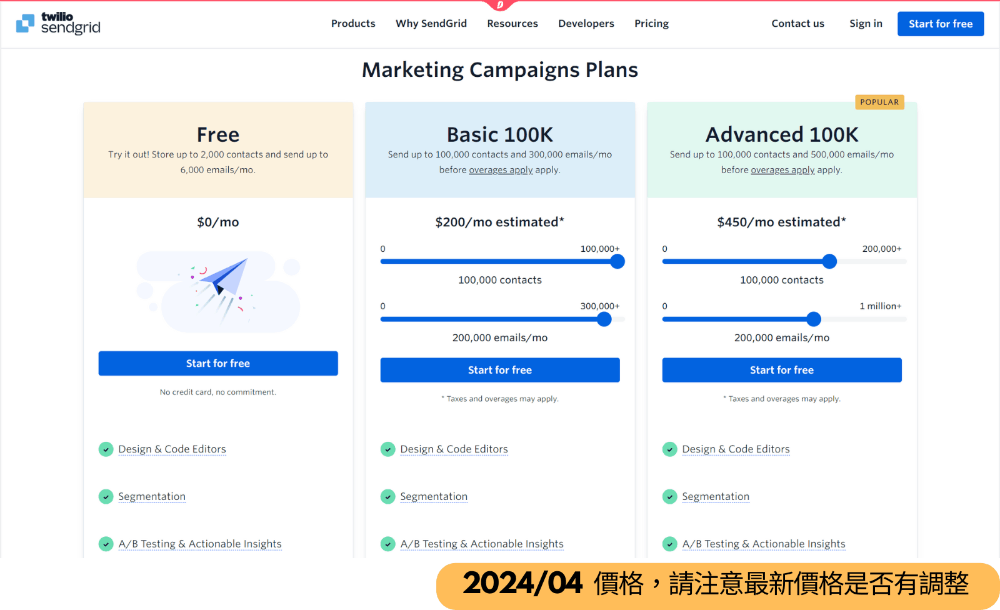 twilio
sendgrid
Products Why SendGrid Resources Developers Pricing Contact us Sign in Start for free
Marketing Campaigns Plans
POPULAR
Free
Try it out! Store up to 2,000 contacts and send up to
6,000 emails/mo.
$0/mo
Start for free
No credit card, no commitment.
Design & Code Editors
Segmentation
A/B Testing & Actionable Insights
Basic 100K
Send up to 100,000 contacts and 300,000 emails/mo
before overages apply apply.
$200/mo estimated*
0 100,000+
100,000 contacts
0 300,000+
200,000 emails/mo
Start for free
* Taxes and overages may apply.
Design & Code Editors
Segmentation
A/B Testing & Actionable Insights
Advanced 100K
Send up to 100,000 contacts and 500,000 emails/mo
before overages apply apply.
$450/mo estimated*
0 200,000+
100,000 contacts
0 1 million+
200,000 emails/mo
Start for free
* Taxes and overages may apply.
Design & Code Editors
Segmentation
A/B Testing & Actionable Insights
2024/04 價格，請注意最新價格是否有調整